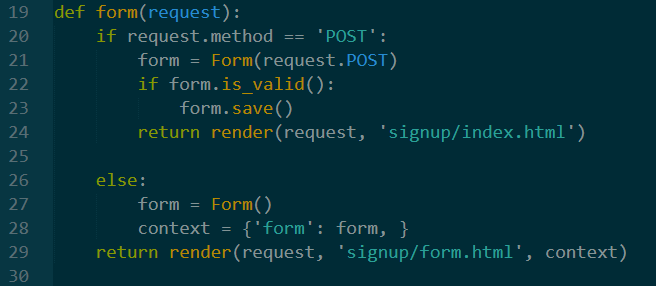 19 def form(request):
20     if request.method == 'POST':
21         form = Form(request.POST)
22         if form.is_valid():
23             form.save()
24         return render(request, 'signup/index.html')
25
26     else:
27         form = Form()
28         context = {'form': form, }
29     return render(request, 'signup/form.html', context)
30